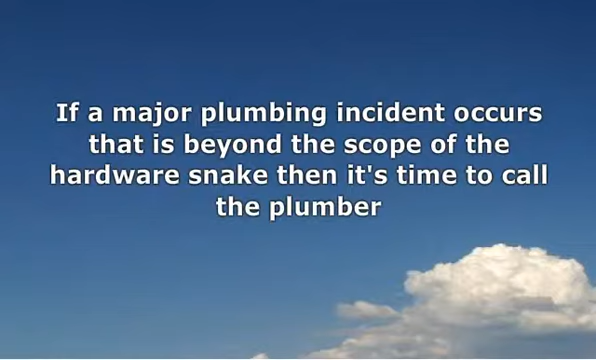 If a major plumbing incident occurs
that is beyond the scope of the
hardware snake then it's time to call
the plumber